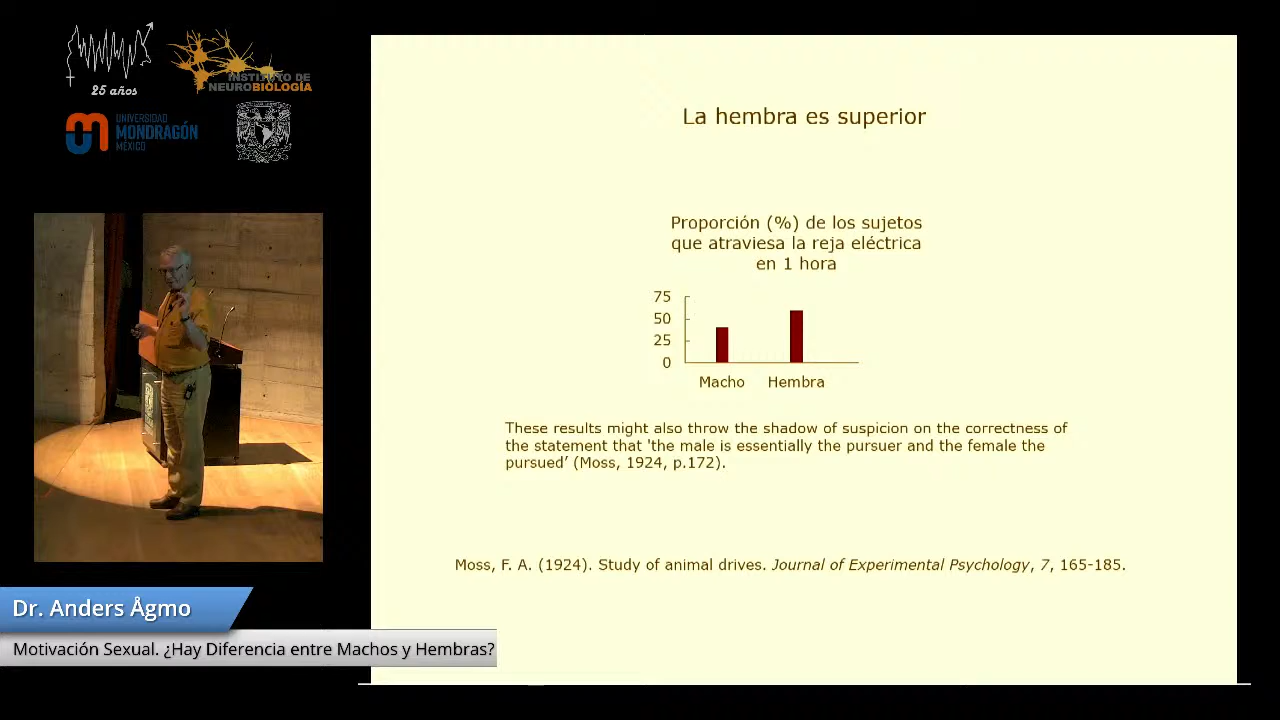 25 años
INSTITUTO DE
NEUROBIOLOGÍA
UNIVERSIDAD
MONDRAGÓN
MÉXICO
La hembra es superior
Proporción (%) de los sujetos
que atraviesa la reja eléctrica
en 1 hora
75
50
25
0
Macho Hembra
These results might also throw the shadow of suspicion on the correctness of
the statement that 'the male is essentially the pursuer and the female the
pursued’ (Moss, 1924, p.172).
Moss, F. A. (1924). Study of animal drives. Journal of Experimental Psychology, 7, 165-185.
Dr. Anders Ågmo
Motivación Sexual. ¿Hay Diferencia entre Machos y Hembras?